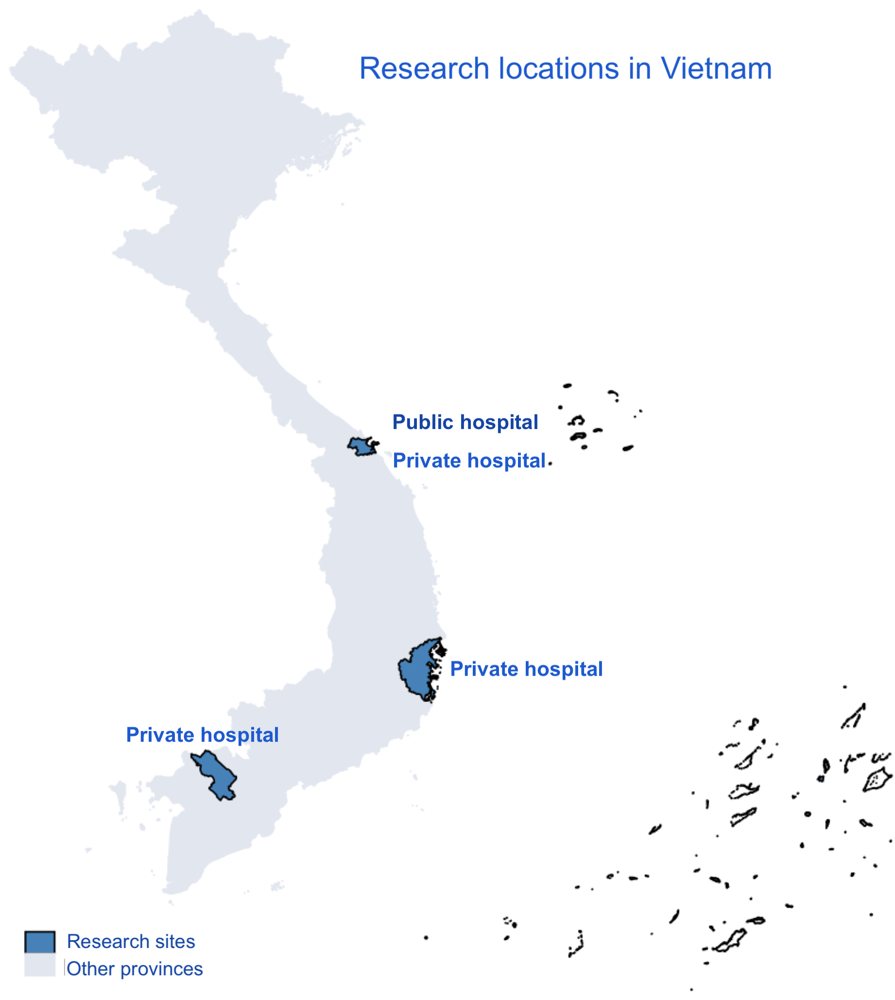 Research locations in Vietnam
Public hospital
Private hospital
Private hospital
Private hospital
Research sites
Other provinces